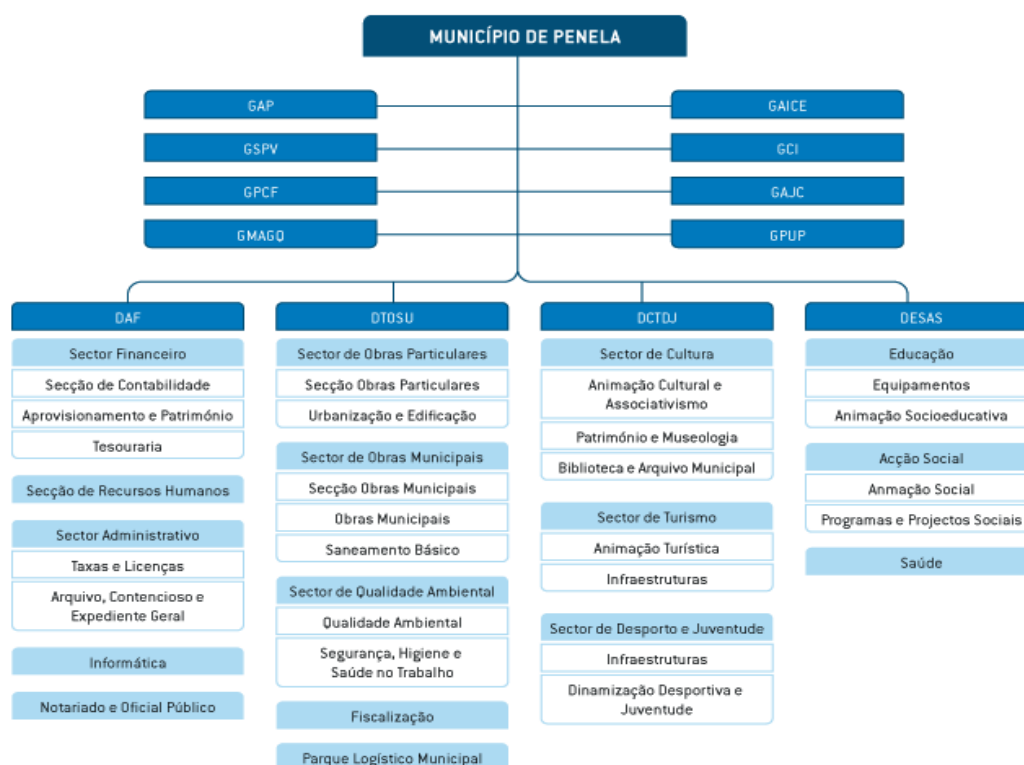 MUNICÍPIO DE PENELA
GAP
GAICE
GSPV
GCI
GPCF
GAJC
GMAGQ
GPUP
DAF
Sector Financeiro
Secção de Contabilidade
Aprovisionamento e Património
Tesouraria
Secção de Recursos Humanos
Sector Administrativo
Taxas e Licenças
Arquivo, Contencioso e
Expediente Geral
Informática
Notariado e Oficial Público
DTOSU
Sector de Obras Particulares
Secção Obras Particulares
Urbanização e Edificação
Sector de Obras Municipais
Secção Obras Municipais
Obras Municipais
Saneamento Básico
Sector de Qualidade Ambiental
Qualidade Ambiental
Segurança, Higiene e
Saúde no Trabalho
Fiscalização
Parque Logístico Municipal
DCTDJ
Sector de Cultura
Animação Cultural e
Associativismo
Património e Museologia
Biblioteca e Arquivo Municipal
Sector de Turismo
Animação Turística
Infraestruturas
Sector de Desporto e Juventude
Infraestruturas
Dinamização Desportiva e
Juventude
DESAS
Educação
Equipamentos
Animação Socioeducativa
Acção Social
Anmação Social
Programas e Projectos Sociais
Saúde